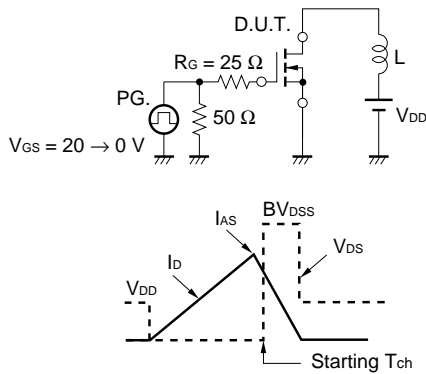 D.U.T.
RG = 25 Ω
L
PG.
50 Ω
VDD
VGS = 20 → 0 V
BVDSS
IAS
VDS
ID
VDD
Starting Tch